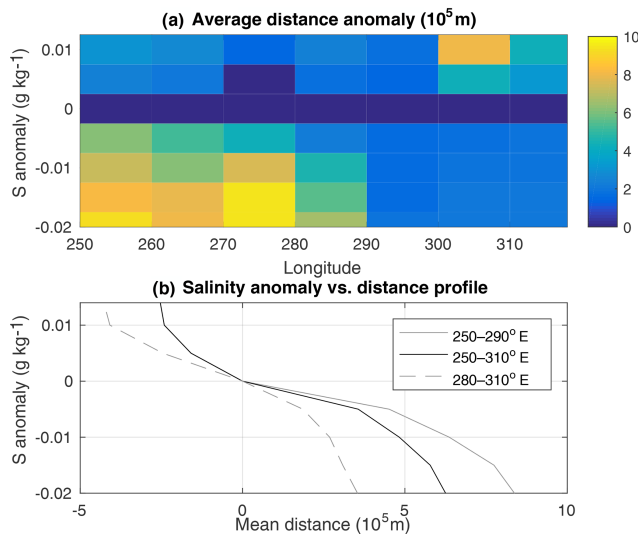 (a) Average distance anomaly (10⁵ m)
S anomaly (g kg⁻¹)
0.01
0
-0.01
-0.02
250 260 270 280 290 300 310
Longitude
10
8
6
4
2
0
(b) Salinity anomaly vs. distance profile
S anomaly (g kg-1)
0.01
0
-0.01
-0.02
250–290° E
250–310° E
280–310° E
-5 0 5 10
Mean distance (10⁵ m)